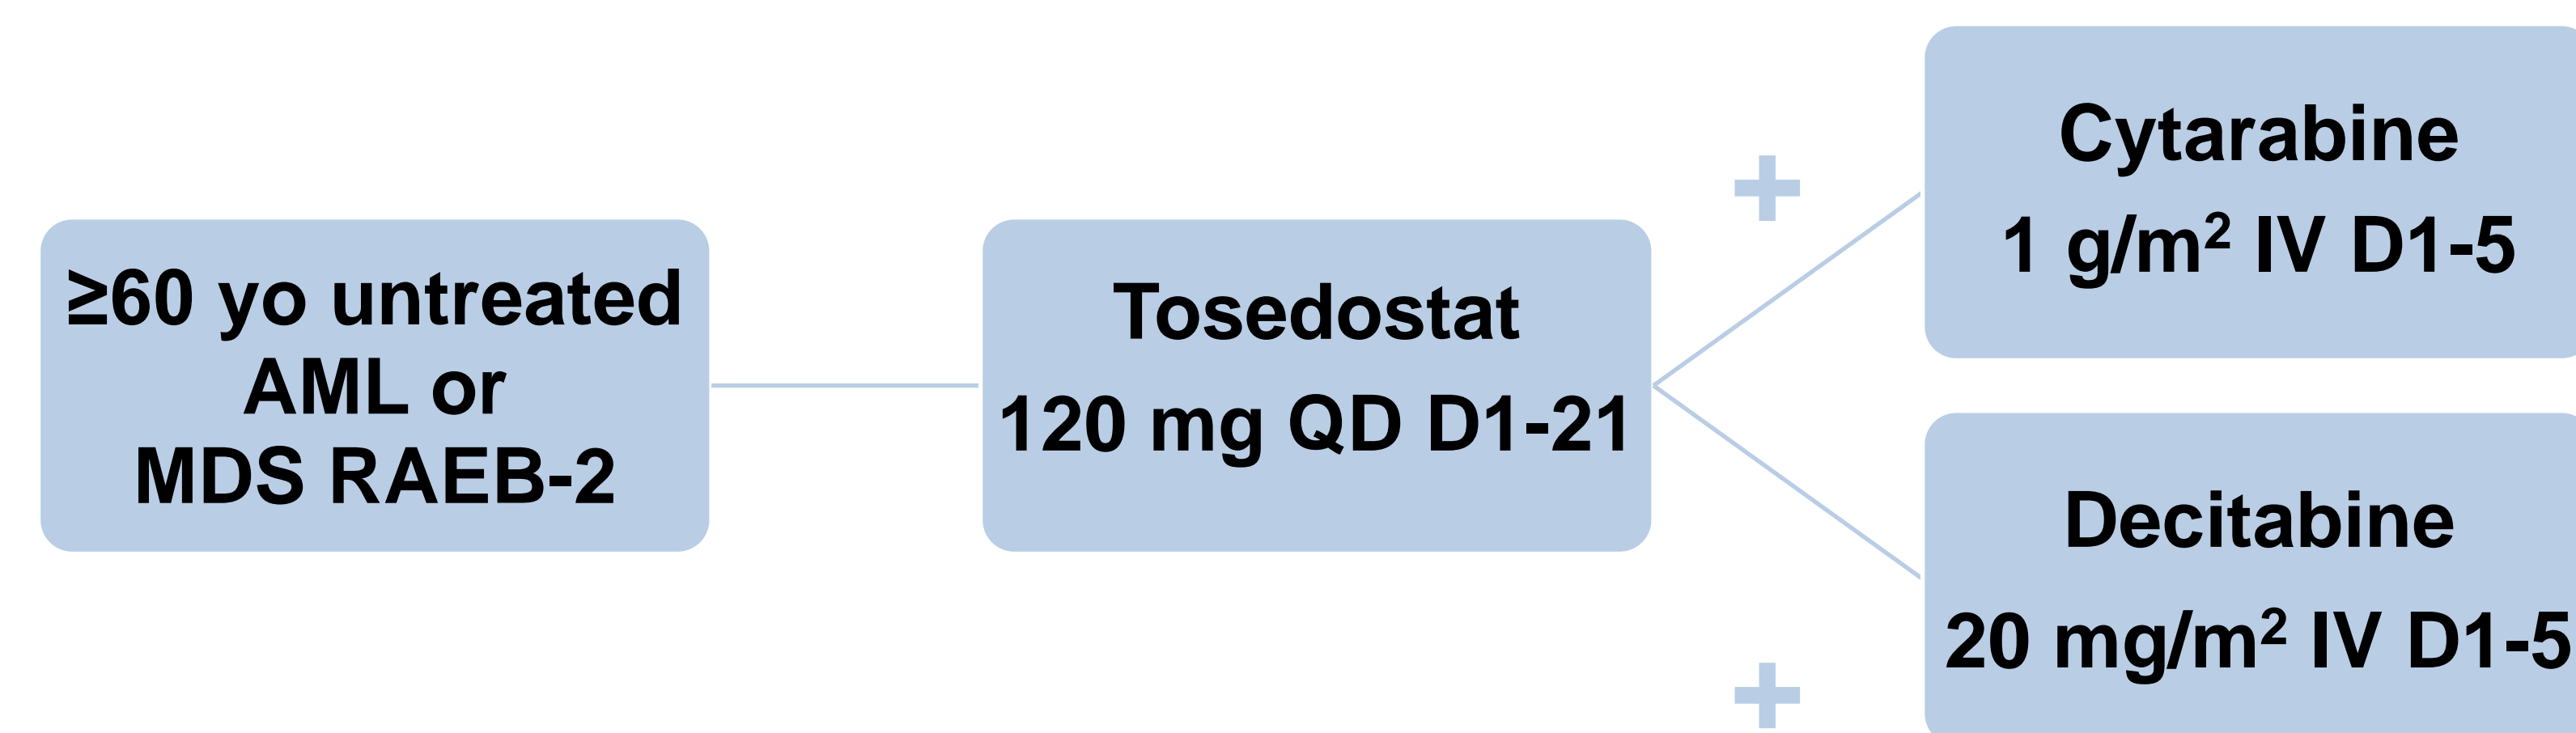 ≥60 yo untreated
AML or
MDS RAEB-2
Tosedostat
120 mg QD D1-21
+
Cytarabine
1 g/m² IV D1-5
+
Decitabine
20 mg/m² IV D1-5